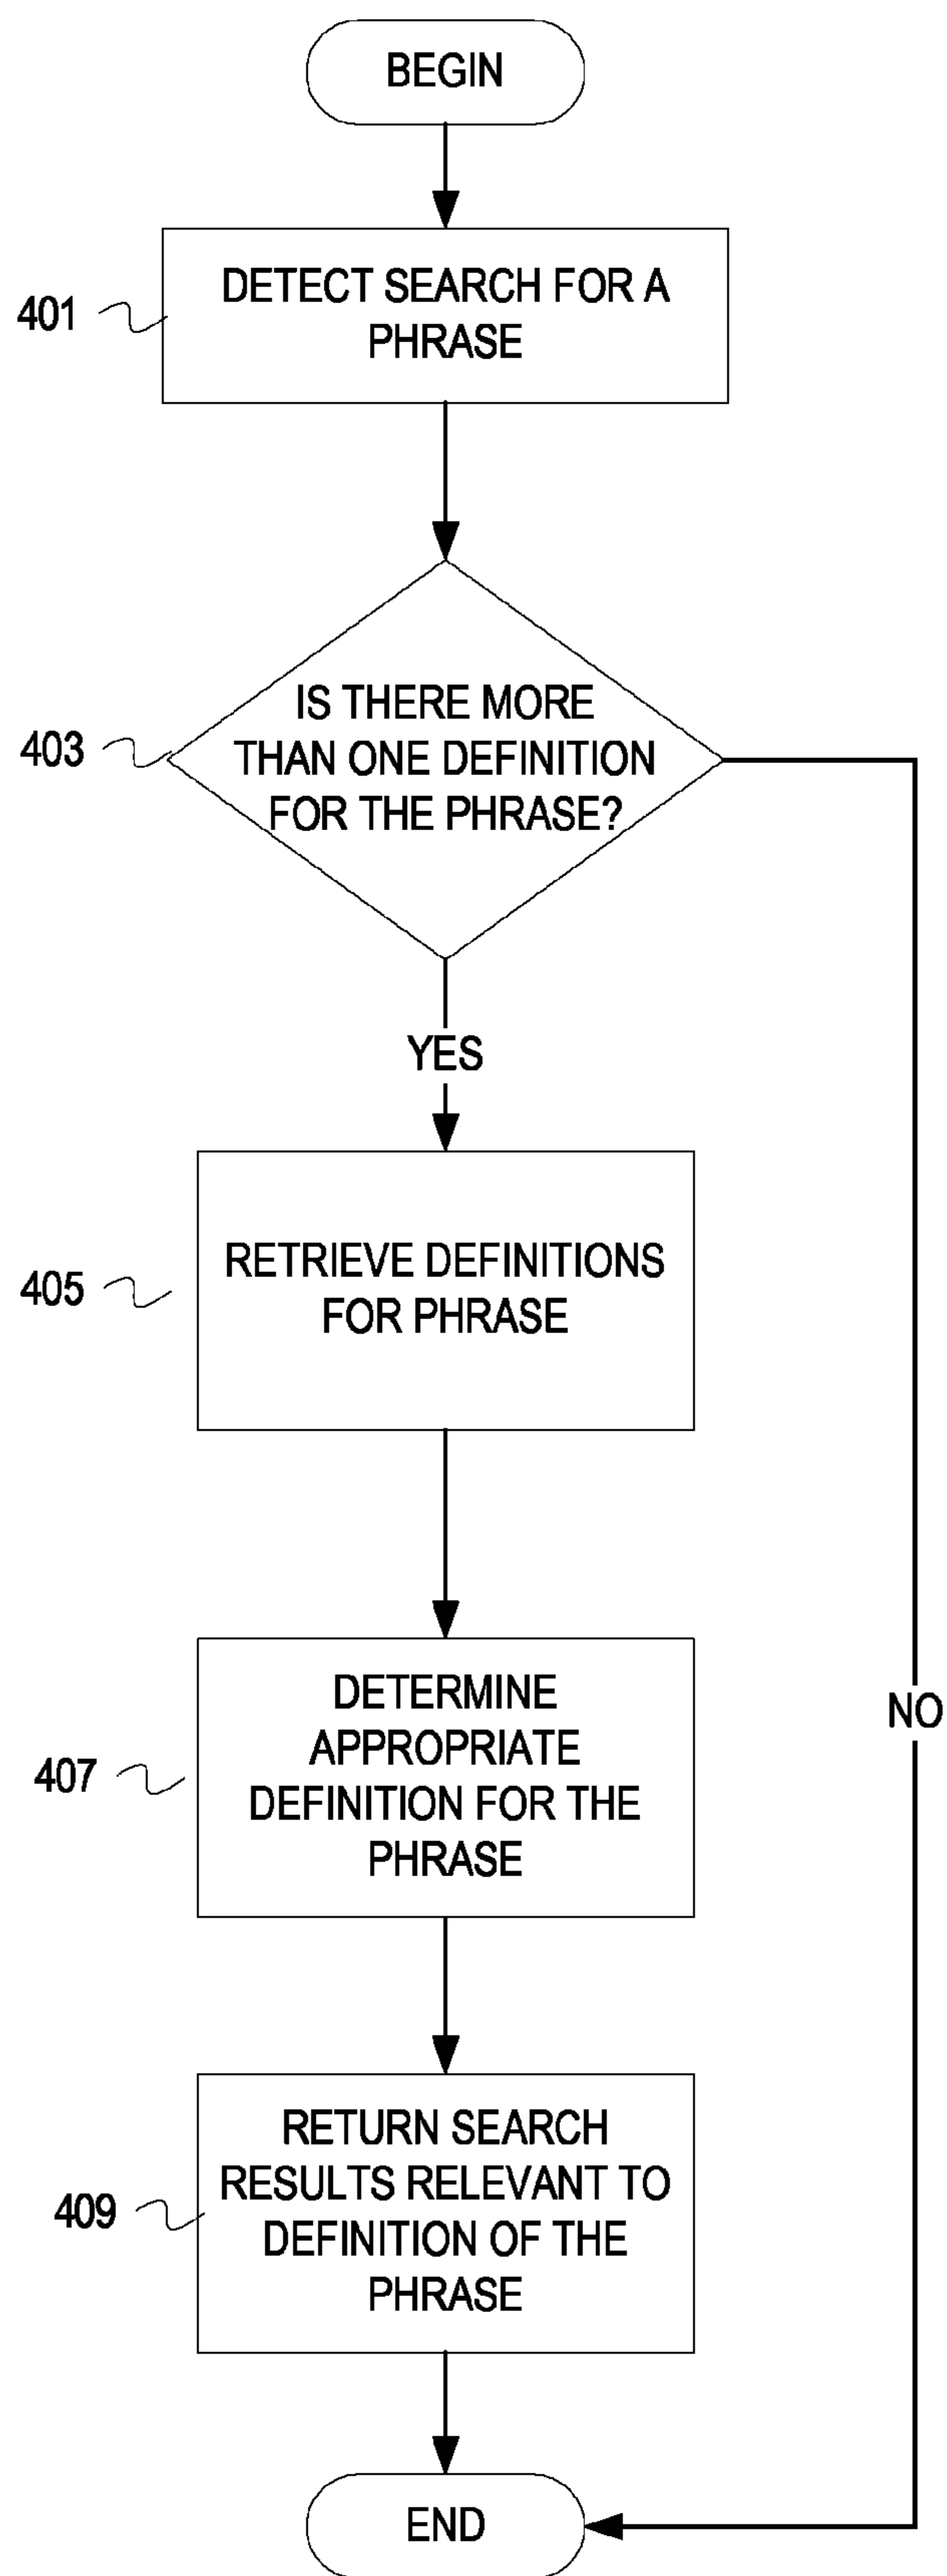 BEGIN
401
DETECT SEARCH FOR A
PHRASE
403
IS THERE MORE
THAN ONE DEFINITION
FOR THE PHRASE?
YES
405
RETRIEVE DEFINITIONS
FOR PHRASE
407
DETERMINE
APPROPRIATE
DEFINITION FOR THE
PHRASE
NO
409
RETURN SEARCH
RESULTS RELEVANT TO
DEFINITION OF THE
PHRASE
END